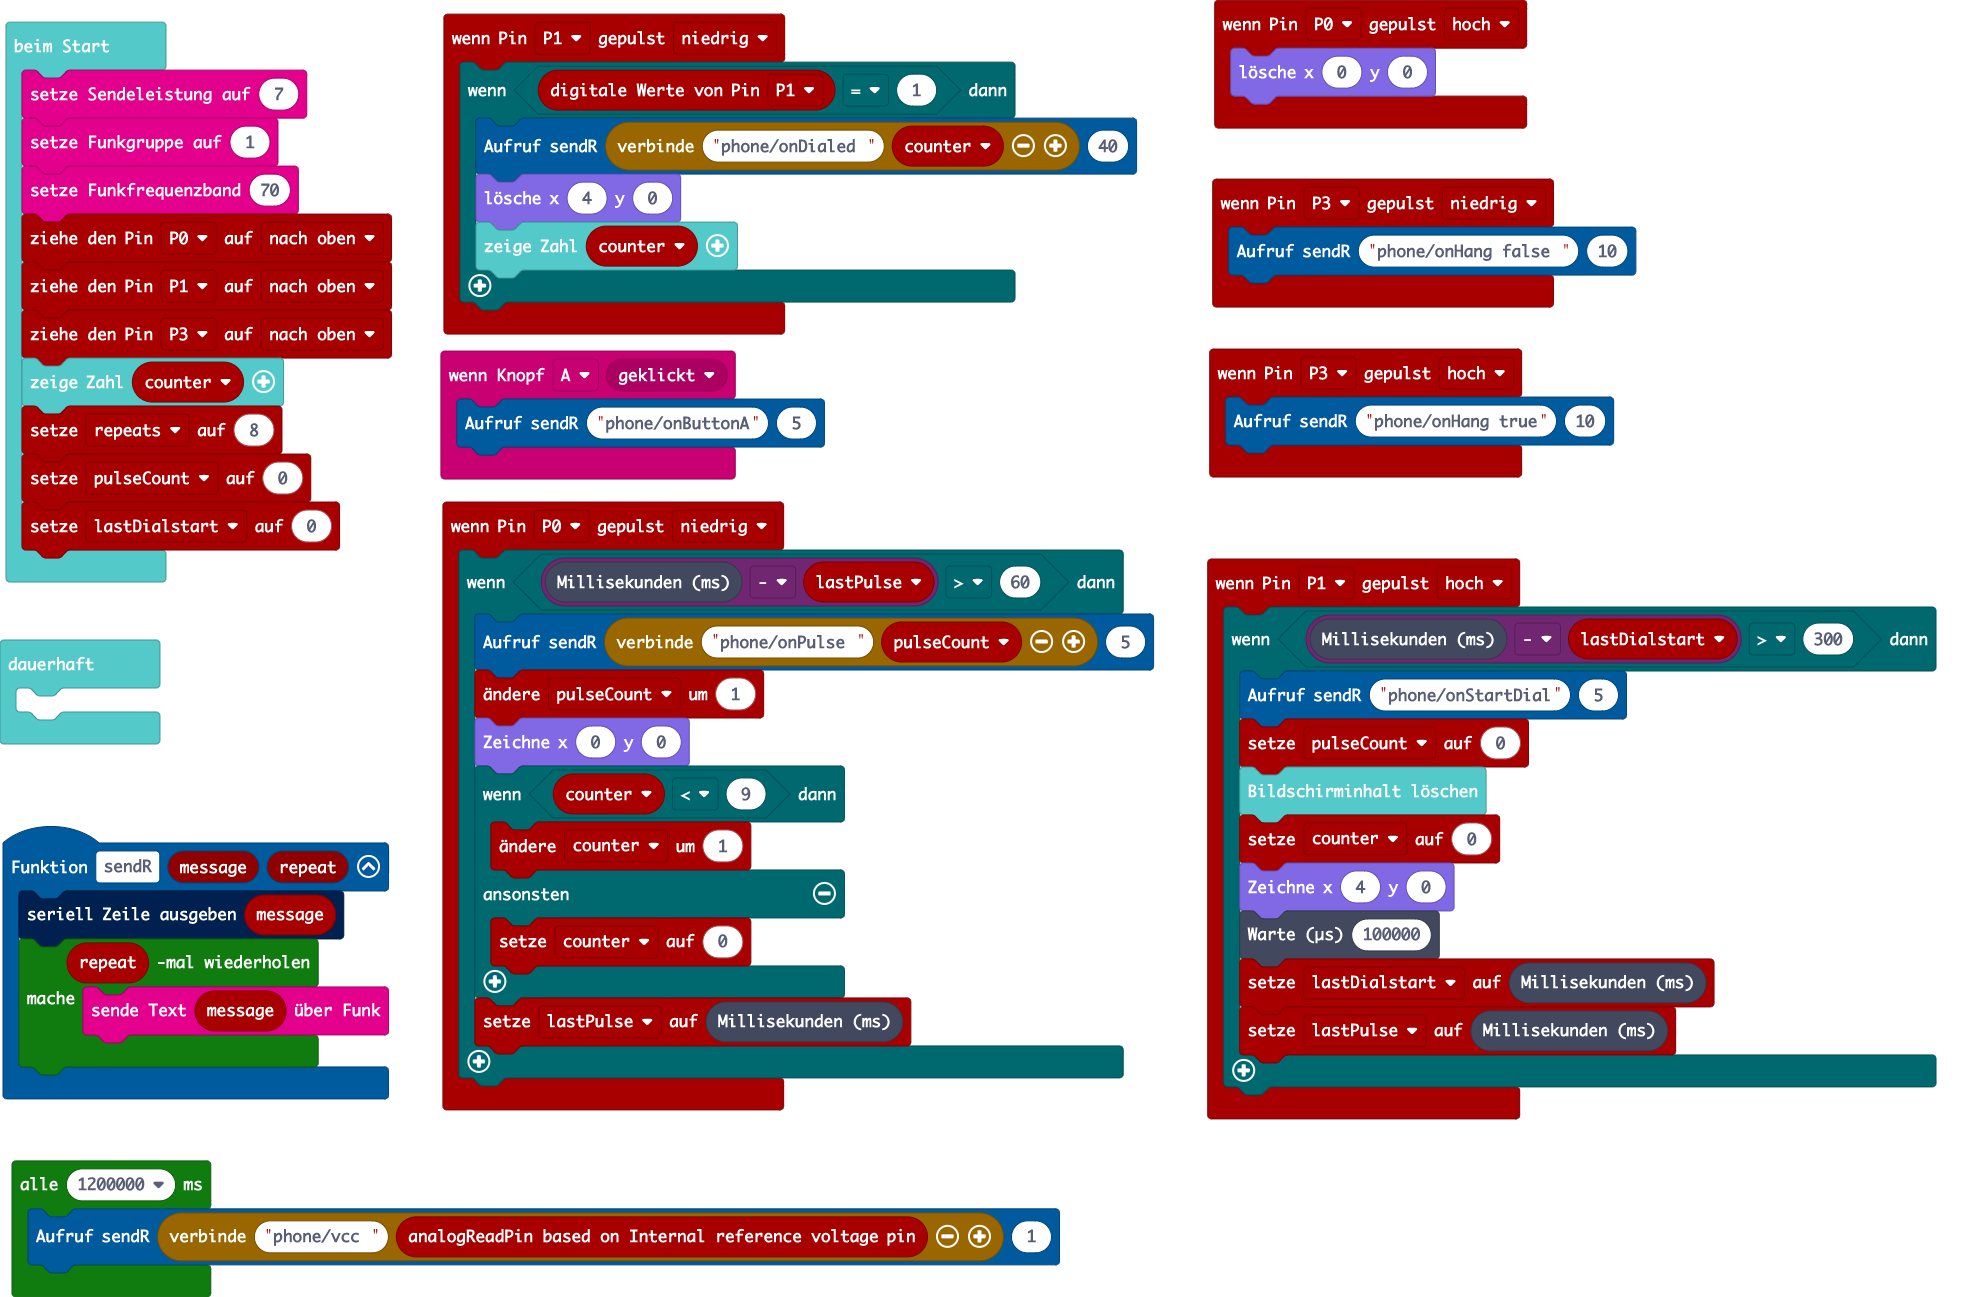 beim Start
setze Sendeleistung auf 7
setze Funkgruppe auf 1
setze Funkfrequenzband 70
ziehe den Pin P0 auf nach oben
ziehe den Pin P1 auf nach oben
ziehe den Pin P3 auf nach oben
zeige Zahl counter
setze repeats auf 8
setze pulseCount auf 0
setze lastDialstart auf 0
dauerhaft
Funktion sendR message repeat
seriell Zeile ausgeben message
repeat -mal wiederholen
mache
sende Text message über Funk
alle 1200000 ms
Aufruf sendR verbinde "phone/vcc " analogReadPin based on Internal reference voltage pin 1
wenn Pin P1 gepulst niedrig
wenn digitale Werte von Pin P1 = 1 dann
Aufruf sendR verbinde "phone/onDialed " counter 40
lösche x 4 y 0
zeige Zahl counter
wenn Knopf A geklickt
Aufruf sendR "phone/onButtonA" 5
wenn Pin P0 gepulst niedrig
wenn Millisekunden (ms) - lastPulse > 60 dann
Aufruf sendR verbinde "phone/onPulse " pulseCount 5
ändere pulseCount um 1
Zeichne x 0 y 0
wenn counter < 9 dann
ändere counter um 1
ansonsten
setze counter auf 0
setze lastPulse auf Millisekunden (ms)
wenn Pin P0 gepulst hoch
lösche x 0 y 0
wenn Pin P3 gepulst niedrig
Aufruf sendR "phone/onHang false " 10
wenn Pin P3 gepulst hoch
Aufruf sendR "phone/onHang true" 10
wenn Pin P1 gepulst hoch
wenn Millisekunden (ms) - lastDialstart > 300 dann
Aufruf sendR "phone/onStartDial" 5
setze pulseCount auf 0
Bildschirminhalt löschen
setze counter auf 0
Zeichne x 4 y 0
Warte (µs) 100000
setze lastDialstart auf Millisekunden (ms)
setze lastPulse auf Millisekunden (ms)